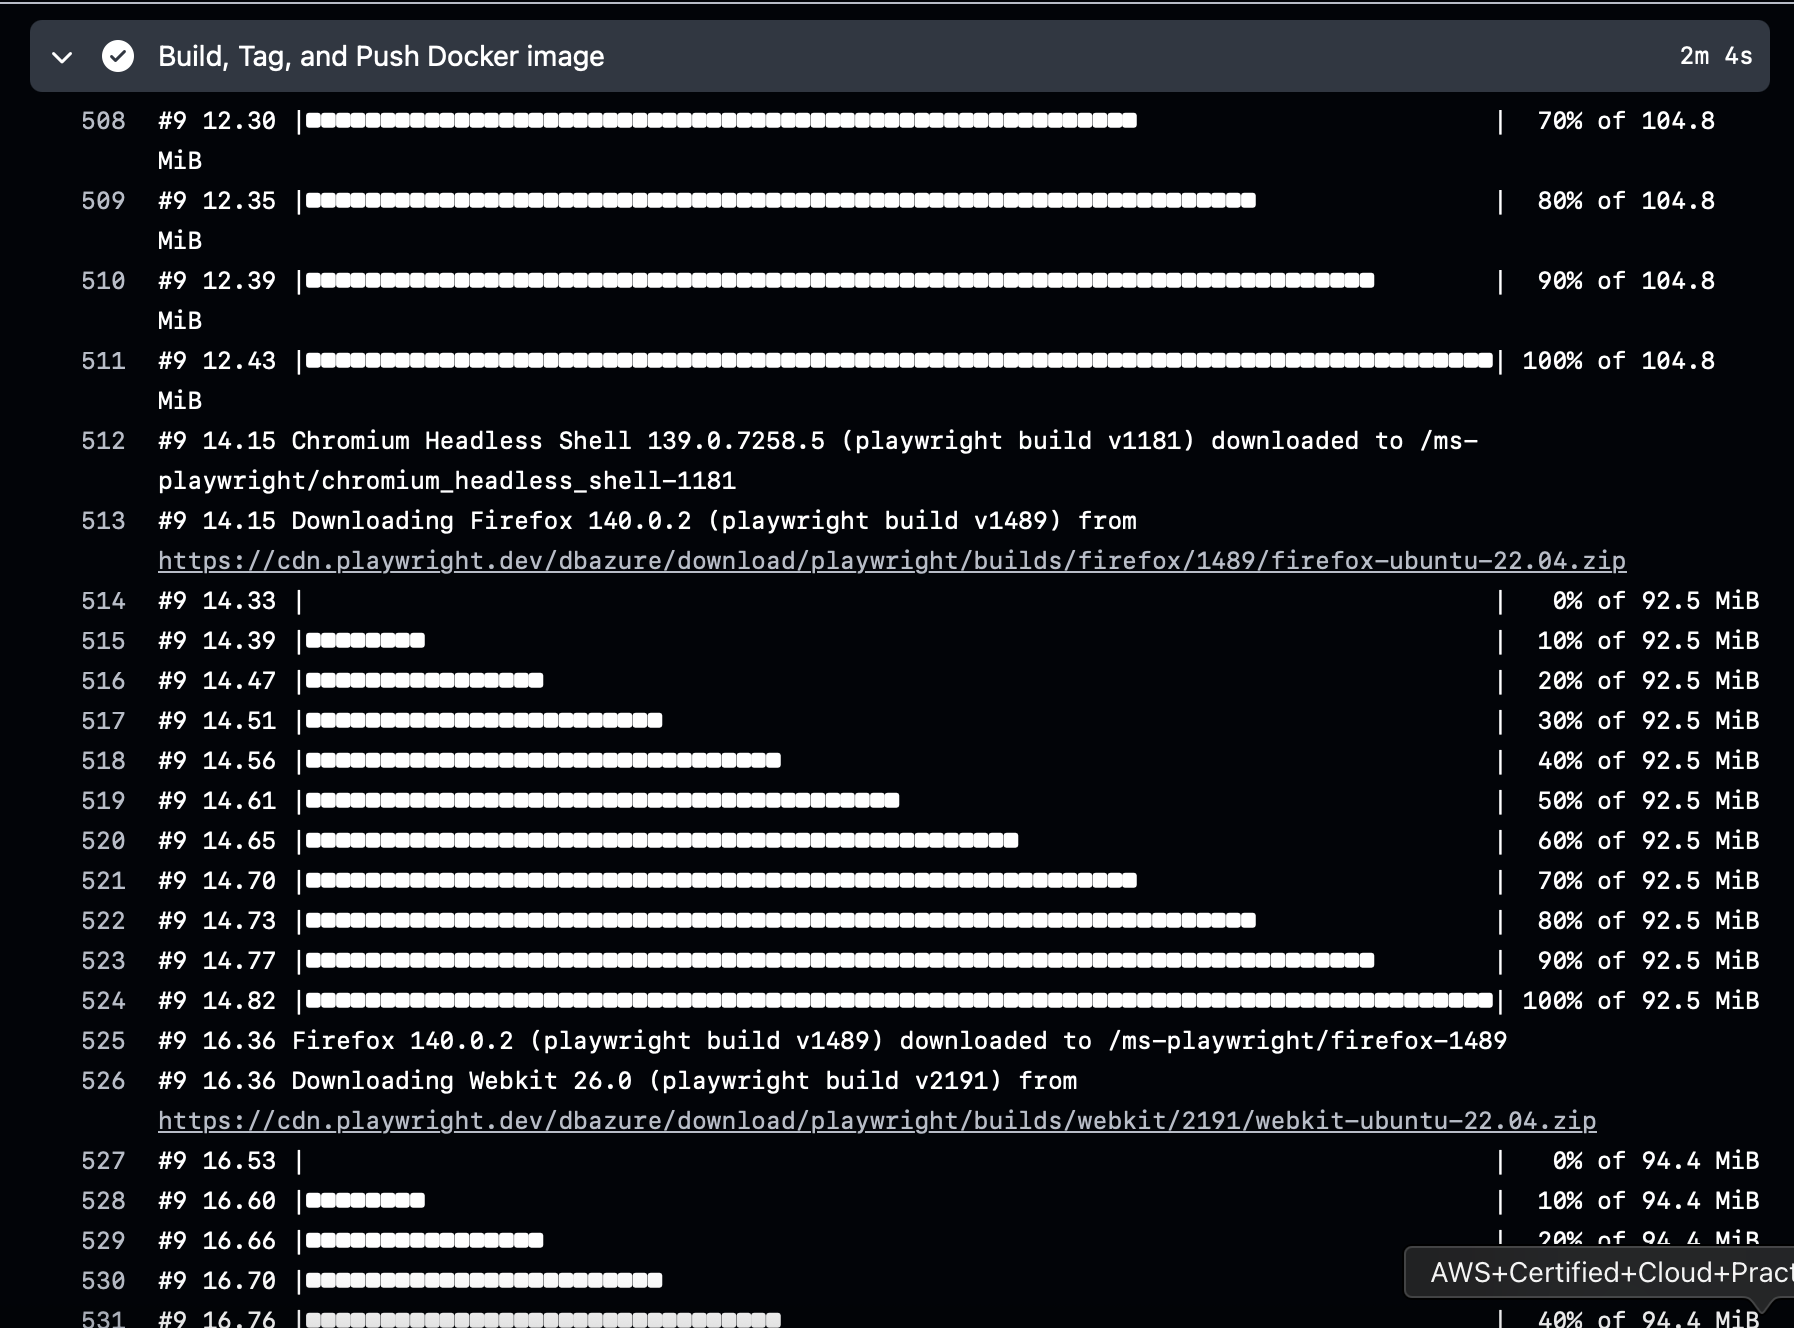 Build, Tag, and Push Docker image 2m 4s
508 #9 12.30 |■■■■■■■■■■■■■■■■■■■■■■■■■■■■■■■■■■■■■■■■■■■■■■■■■■■■■■■■ | 70% of 104.8
MiB
509 #9 12.35 |■■■■■■■■■■■■■■■■■■■■■■■■■■■■■■■■■■■■■■■■■■■■■■■■■■■■■■■■■■■■■■■■ | 80% of 104.8
MiB
510 #9 12.39 |■■■■■■■■■■■■■■■■■■■■■■■■■■■■■■■■■■■■■■■■■■■■■■■■■■■■■■■■■■■■■■■■■■■■■■■■ | 90% of 104.8
MiB
511 #9 12.43 |■■■■■■■■■■■■■■■■■■■■■■■■■■■■■■■■■■■■■■■■■■■■■■■■■■■■■■■■■■■■■■■■■■■■■■■■■■■■■■■■| 100% of 104.8
MiB
512 #9 14.15 Chromium Headless Shell 139.0.7258.5 (playwright build v1181) downloaded to /ms-
playwright/chromium_headless_shell-1181
513 #9 14.15 Downloading Firefox 140.0.2 (playwright build v1489) from
https://cdn.playwright.dev/dbazure/download/playwright/builds/firefox/1489/firefox-ubuntu-22.04.zip
514 #9 14.33 | | 0% of 92.5 MiB
515 #9 14.39 |■■■■■■■■ | 10% of 92.5 MiB
516 #9 14.47 |■■■■■■■■■■■■■■■■ | 20% of 92.5 MiB
517 #9 14.51 |■■■■■■■■■■■■■■■■■■■■■■■■ | 30% of 92.5 MiB
518 #9 14.56 |■■■■■■■■■■■■■■■■■■■■■■■■■■■■■■■■ | 40% of 92.5 MiB
519 #9 14.61 |■■■■■■■■■■■■■■■■■■■■■■■■■■■■■■■■■■■■■■■■ | 50% of 92.5 MiB
520 #9 14.65 |■■■■■■■■■■■■■■■■■■■■■■■■■■■■■■■■■■■■■■■■■■■■■■■■ | 60% of 92.5 MiB
521 #9 14.70 |■■■■■■■■■■■■■■■■■■■■■■■■■■■■■■■■■■■■■■■■■■■■■■■■■■■■■■■■ | 70% of 92.5 MiB
522 #9 14.73 |■■■■■■■■■■■■■■■■■■■■■■■■■■■■■■■■■■■■■■■■■■■■■■■■■■■■■■■■■■■■■■■■ | 80% of 92.5 MiB
523 #9 14.77 |■■■■■■■■■■■■■■■■■■■■■■■■■■■■■■■■■■■■■■■■■■■■■■■■■■■■■■■■■■■■■■■■■■■■■■■■ | 90% of 92.5 MiB
524 #9 14.82 |■■■■■■■■■■■■■■■■■■■■■■■■■■■■■■■■■■■■■■■■■■■■■■■■■■■■■■■■■■■■■■■■■■■■■■■■■■■■■■■■| 100% of 92.5 MiB
525 #9 16.36 Firefox 140.0.2 (playwright build v1489) downloaded to /ms-playwright/firefox-1489
526 #9 16.36 Downloading Webkit 26.0 (playwright build v2191) from
https://cdn.playwright.dev/dbazure/download/playwright/builds/webkit/2191/webkit-ubuntu-22.04.zip
527 #9 16.53 | | 0% of 94.4 MiB
528 #9 16.60 |■■■■■■■■ | 10% of 94.4 MiB
529 #9 16.66 |■■■■■■■■■■■■■■■■ | 20% of 94.4 MiB
530 #9 16.70 |■■■■■■■■■■■■■■■■■■■■■■■■
AWS+Certified+Cloud+Pract
531 #9 16.76 |■■■■■■■■■■■■■■■■■■■■■■■■■■■■■■■■ | 40% of 94.4 MiB